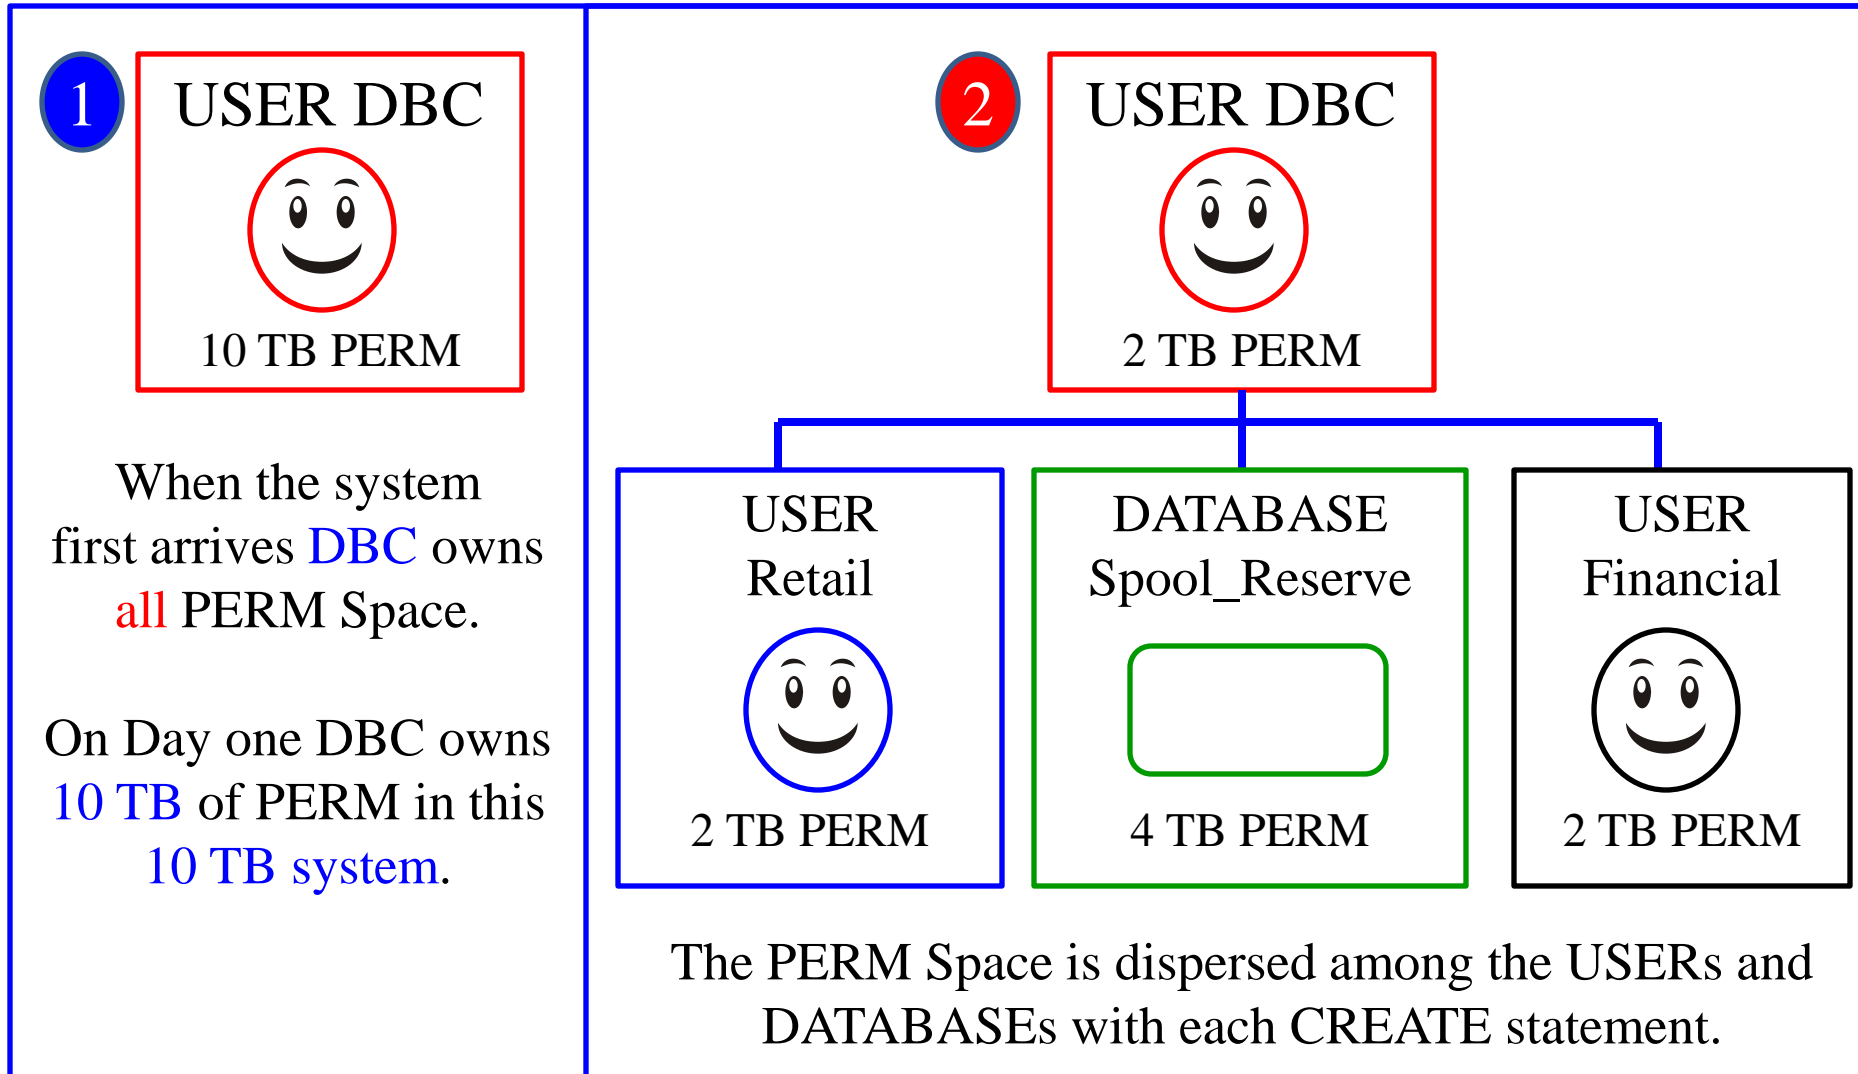 1
USER DBC
10 TB PERM
When the system
first arrives DBC owns
all PERM Space.
On Day one DBC owns
10 TB of PERM in this
10 TB system.
2
USER DBC
2 TB PERM
USER
Retail
2 TB PERM
DATABASE
Spool_Reserve
4 TB PERM
USER
Financial
2 TB PERM
The PERM Space is dispersed among the USERs and
DATABASEs with each CREATE statement.